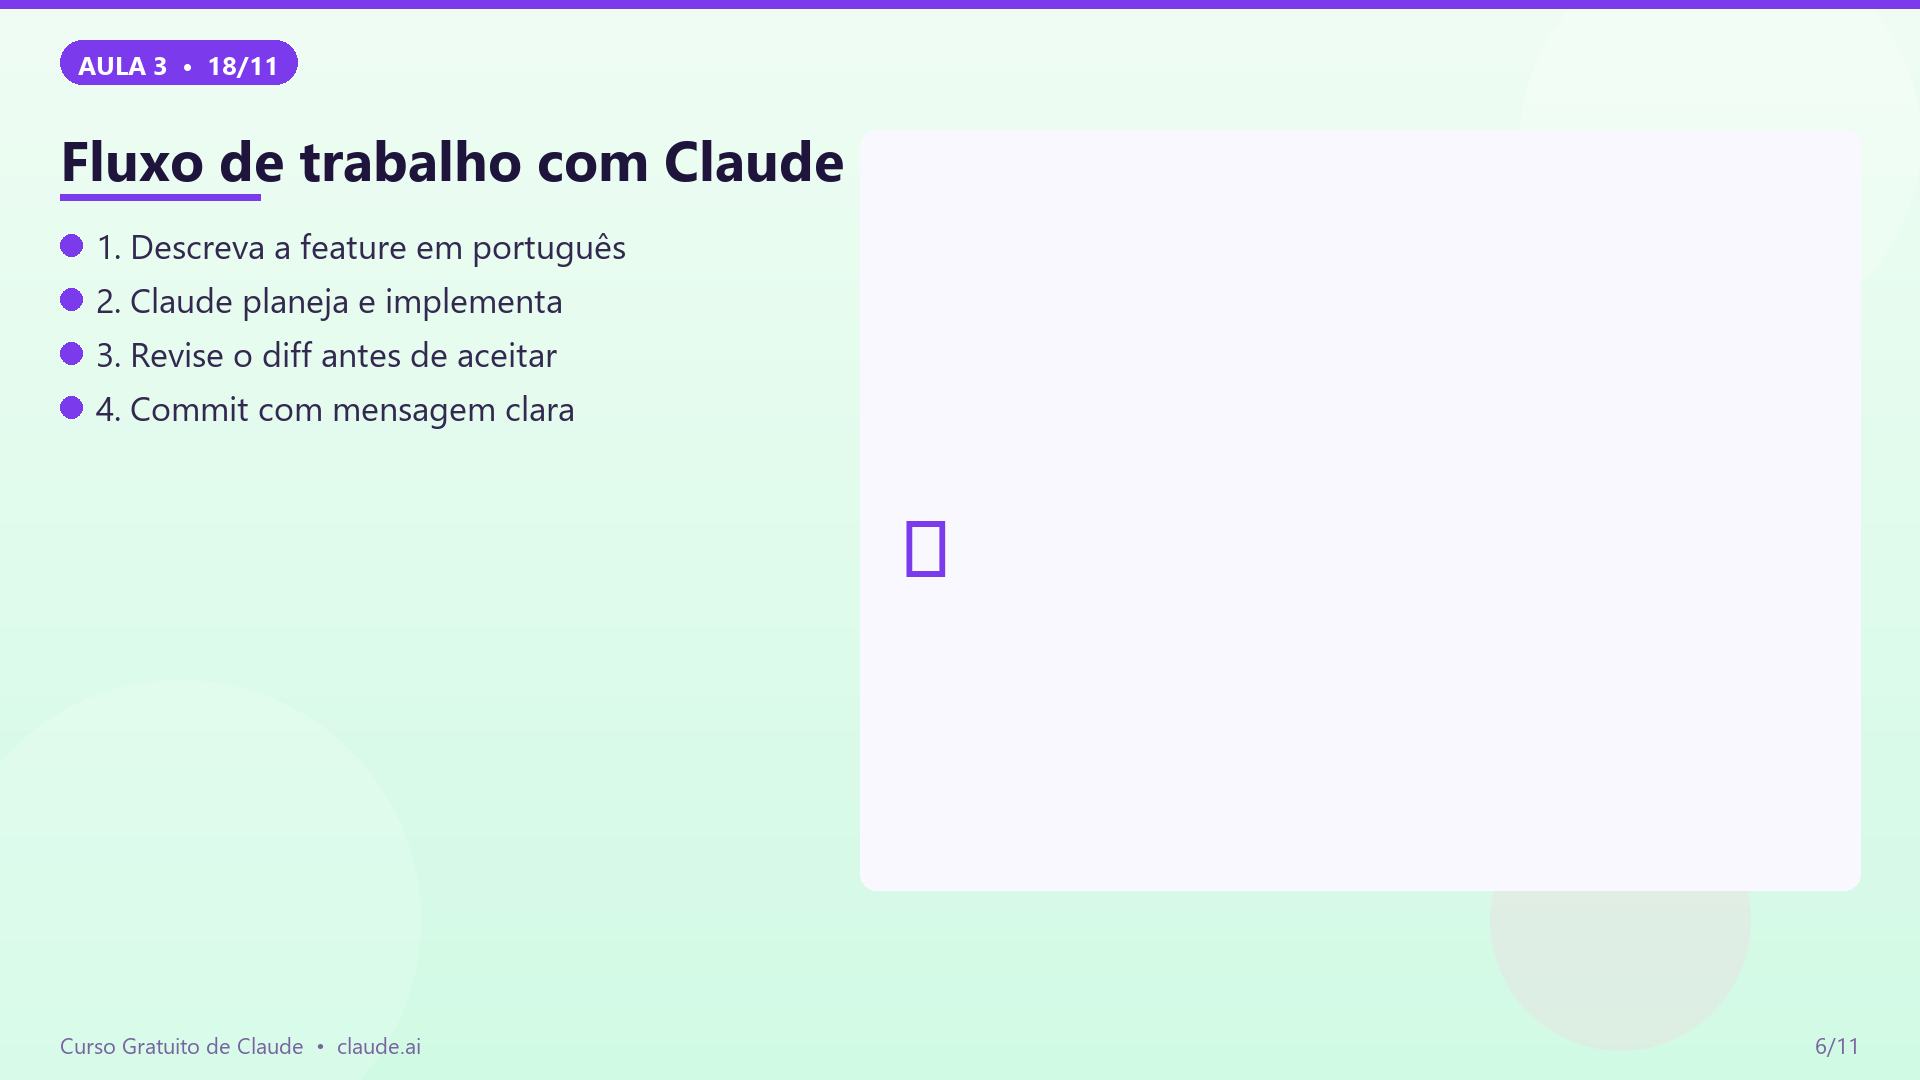 AULA 3 • 18/11
Fluxo de trabalho com Claude
1. Descreva a feature em português
2. Claude planeja e implementa
3. Revise o diff antes de aceitar
4. Commit com mensagem clara
Curso Gratuito de Claude • claude.ai
6/11